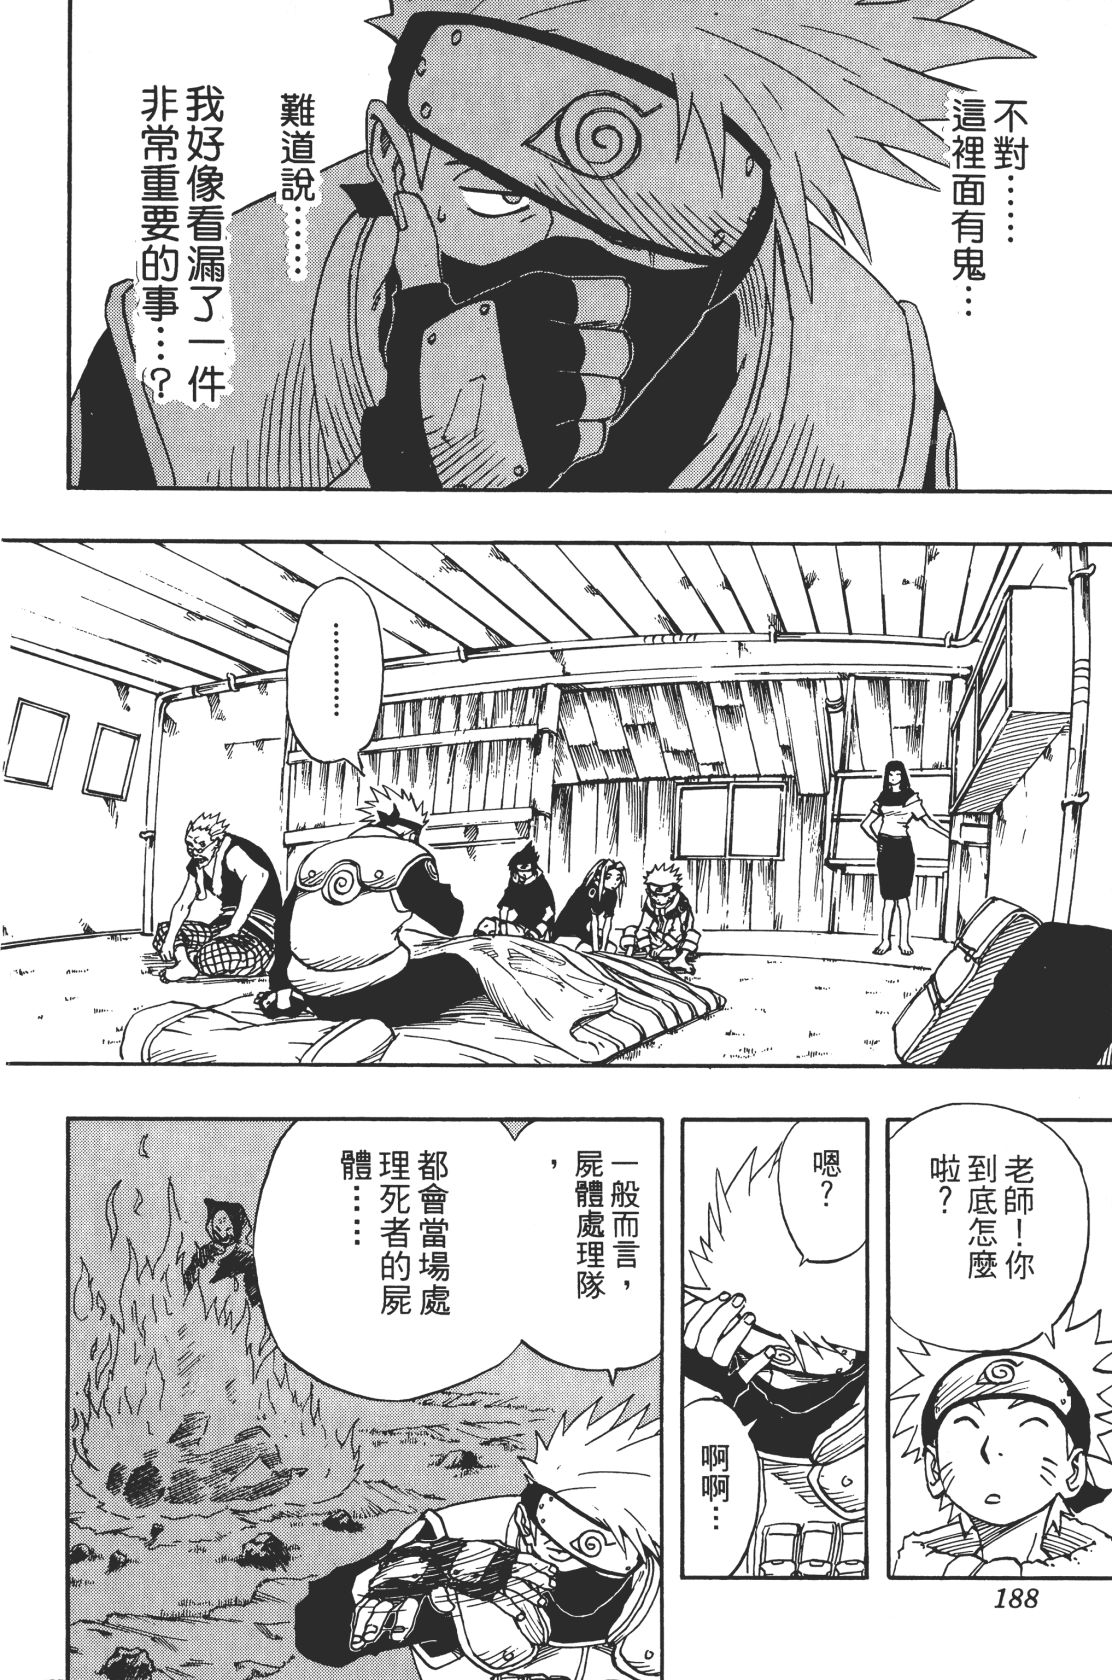 不對……
這裡面有鬼…
難道說……
我好像看漏了一件
非常重要的事…？
………
老師！你
到底怎麼
啦？
嗯？
啊啊…
一般而言，
屍體處理隊
，
都會當場處
理死者的屍
體……
188